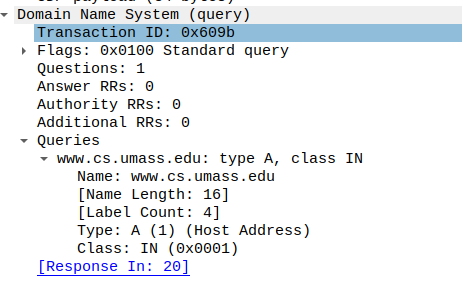 Domain Name System (query)
Transaction ID: 0x609b
Flags: 0x0100 Standard query
Questions: 1
Answer RRs: 0
Authority RRs: 0
Additional RRs: 0
Queries
www.cs.umass.edu: type A, class IN
Name: www.cs.umass.edu
[Name Length: 16]
[Label Count: 4]
Type: A (1) (Host Address)
Class: IN (0x0001)
[Response In: 20]